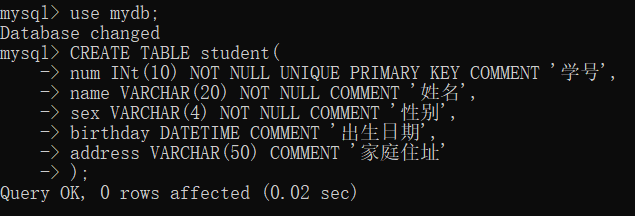 mysql> use mydb;
Database changed
mysql> CREATE TABLE student(
    -> num INt(10) NOT NULL UNIQUE PRIMARY KEY COMMENT '学号',
    -> name VARCHAR(20) NOT NULL COMMENT '姓名',
    -> sex VARCHAR(4) NOT NULL COMMENT '性别',
    -> birthday DATETIME COMMENT '出生日期',
    -> address VARCHAR(50) COMMENT '家庭住址'
    -> );
Query OK, 0 rows affected (0.02 sec)